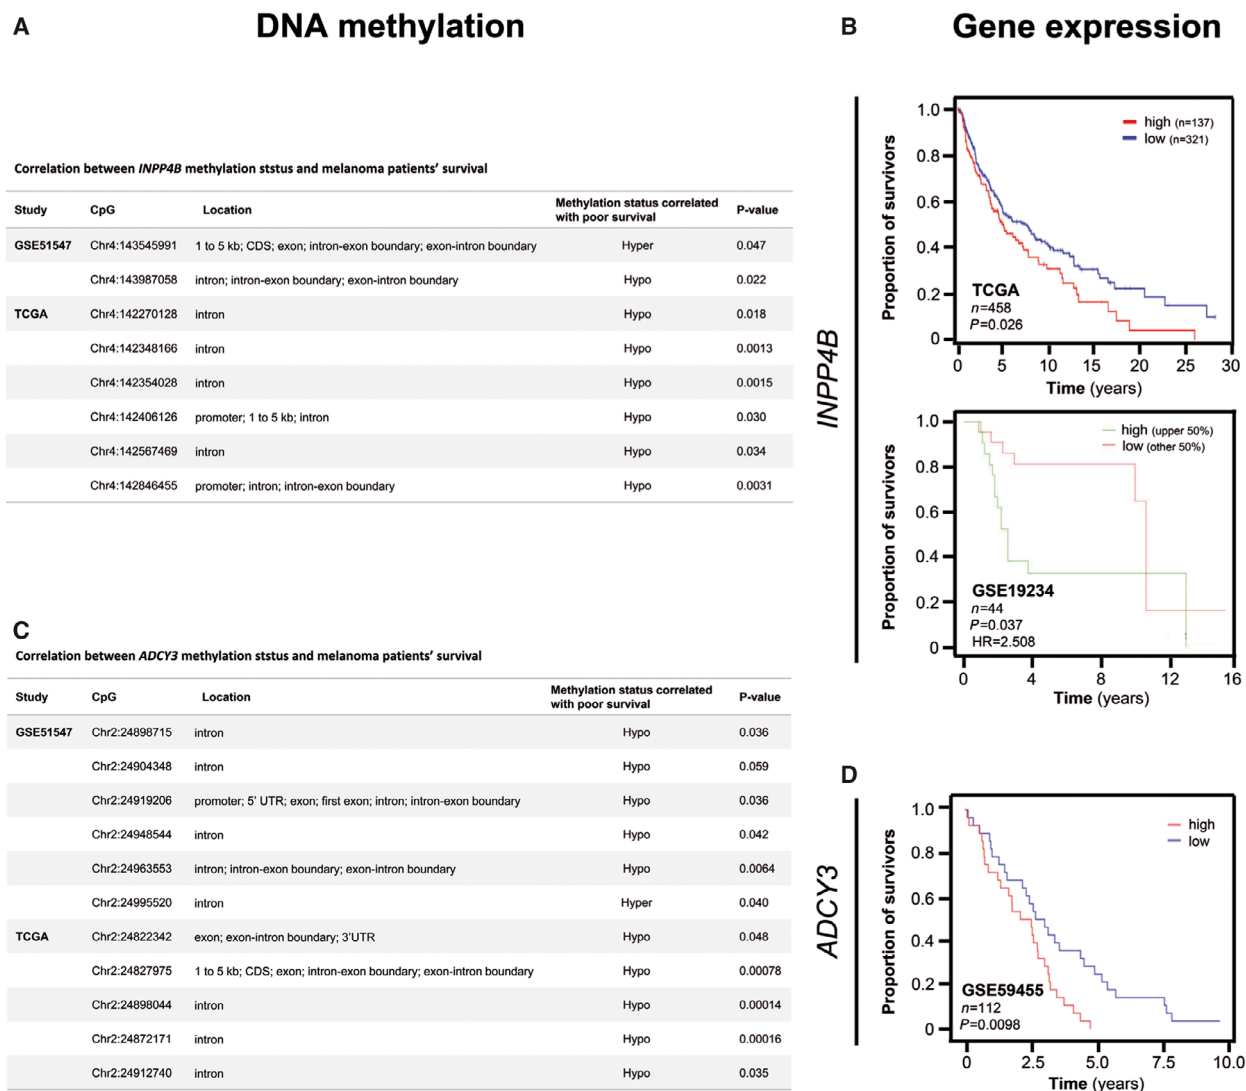 A
DNA methylation
Correlation between INPP4B methylation ststus and melanoma patients' survival
Study CpG Location Methylation status correlated with poor survival P-value
GSE51547 Chr4:143545991 1 to 5 kb; CDS; exon; intron-exon boundary; exon-intron boundary Hyper 0.047
Chr4:143987058 intron; intron-exon boundary; exon-intron boundary Hypo 0.022
TCGA Chr4:142270128 intron Hypo 0.018
Chr4:142348166 intron Hypo 0.0013
Chr4:142354028 intron Hypo 0.0015
Chr4:142406126 promoter; 1 to 5 kb; intron Hypo 0.030
Chr4:142567469 intron Hypo 0.034
Chr4:142846455 promoter; intron; intron-exon boundary Hypo 0.0031
B
Gene expression
INPP4B
Proportion of survivors
1.0
0.8
0.6
0.4
0.2
0
high (n=137)
low (n=321)
TCGA
n=458
P=0.026
0 5 10 15 20 25 30
Time (years)
Proportion of survivors
1.0
0.8
0.6
0.4
0.2
0
high (upper 50%)
low (other 50%)
GSE19234
n=44
P=0.037
HR=2.508
0 4 8 12 16
Time (years)
C
Correlation between ADCY3 methylation ststus and melanoma patients' survival
Study CpG Location Methylation status correlated with poor survival P-value
GSE51547 Chr2:24898715 intron Hypo 0.036
Chr2:24904348 intron Hypo 0.059
Chr2:24919206 promoter; 5' UTR; exon; first exon; intron; intron-exon boundary Hypo 0.036
Chr2:24948544 intron Hypo 0.042
Chr2:24963553 intron; intron-exon boundary; exon-intron boundary Hypo 0.0064
Chr2:24995520 intron Hyper 0.040
TCGA Chr2:24822342 exon; exon-intron boundary; 3'UTR Hypo 0.048
Chr2:24827975 1 to 5 kb; CDS; exon; intron-exon boundary; exon-intron boundary Hypo 0.00078
Chr2:24898044 intron Hypo 0.00014
Chr2:24872171 intron Hypo 0.00016
Chr2:24912740 intron Hypo 0.035
D
ADCY3
Proportion of survivors
1.0
0.8
0.6
0.4
0.2
0
high
low
GSE59455
n=112
P=0.0098
0 2.5 5.0 7.5 10.0
Time (years)